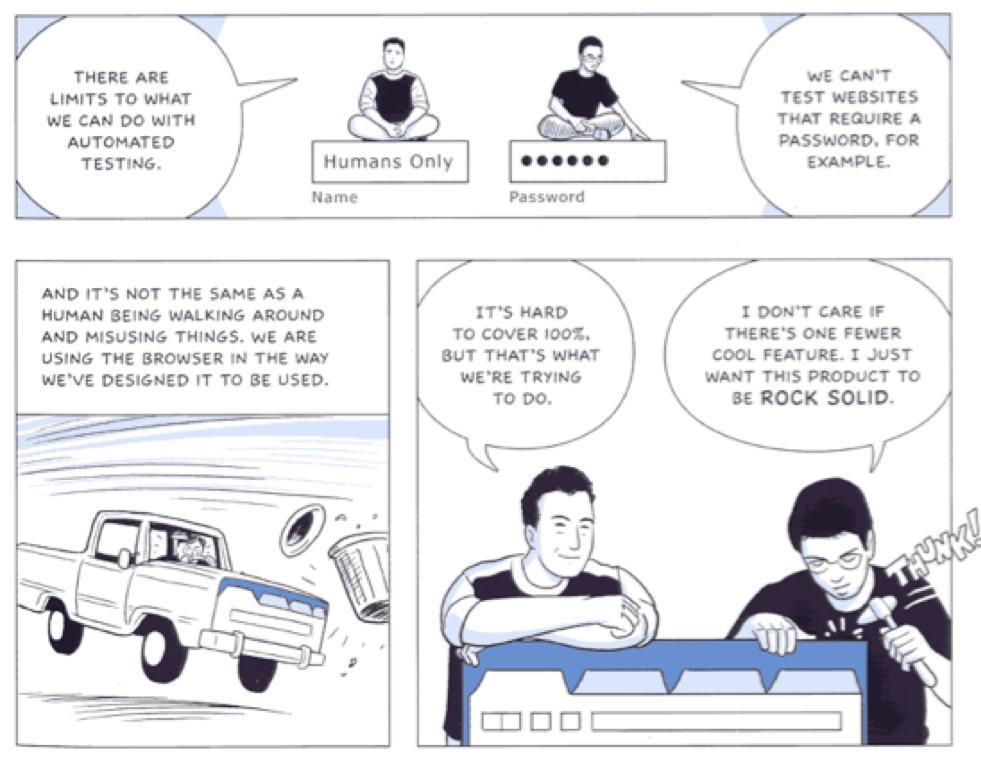 THERE ARE
LIMITS TO WHAT
WE CAN DO WITH
AUTOMATED
TESTING.
Humans Only
Name
●●●●●●
Password
WE CAN'T
TEST WEBSITES
THAT REQUIRE A
PASSWORD, FOR
EXAMPLE.
AND IT'S NOT THE SAME AS A
HUMAN BEING WALKING AROUND
AND MISUSING THINGS. WE ARE
USING THE BROWSER IN THE WAY
WE'VE DESIGNED IT TO BE USED.
IT'S HARD
TO COVER 100%,
BUT THAT'S WHAT
WE'RE TRYING
TO DO.
I DON'T CARE IF
THERE'S ONE FEWER
COOL FEATURE. I JUST
WANT THIS PRODUCT TO
BE ROCK SOLID.
THUNK!